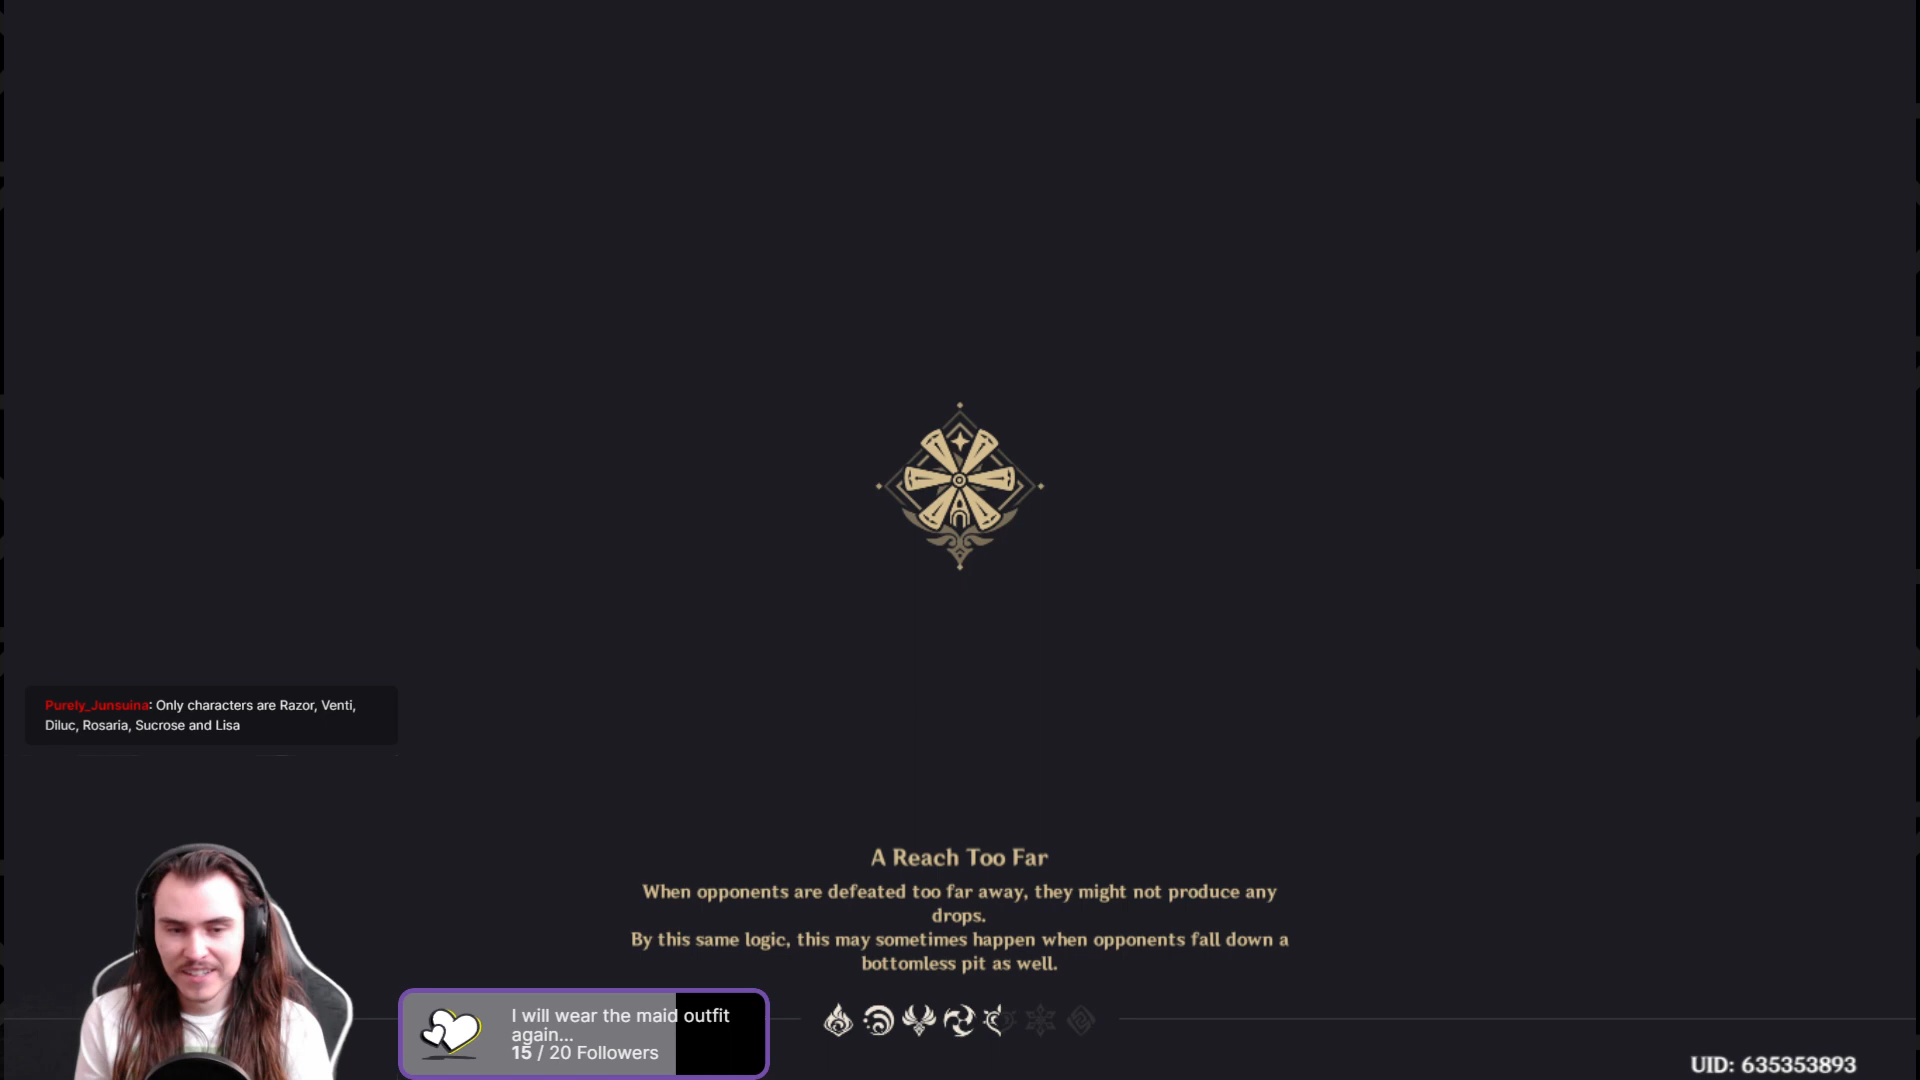 Purely_Junsuina: Only characters are Razor, Venti,
Diluc, Rosaria, Sucrose and Lisa
A Reach Too Far
When opponents are defeated too far away, they might not produce any
drops.
By this same logic, this may sometimes happen when opponents fall down a
bottomless pit as well.
I will wear the maid outfit
again...
15 / 20 Followers
UID: 635353893